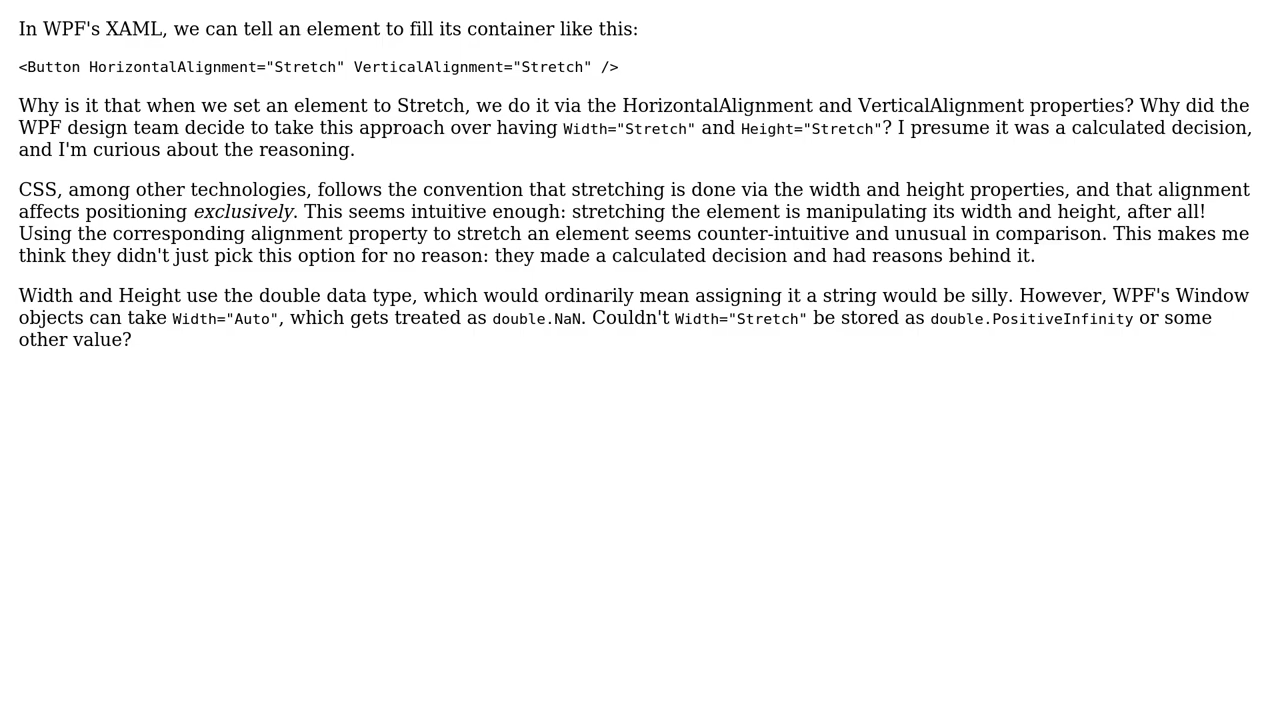 In WPF's XAML, we can tell an element to fill its container like this:
<Button HorizontalAlignment="Stretch" VerticalAlignment="Stretch" />
Why is it that when we set an element to Stretch, we do it via the HorizontalAlignment and VerticalAlignment properties? Why did the
WPF design team decide to take this approach over having Width="Stretch" and Height="Stretch"? I presume it was a calculated decision,
and I'm curious about the reasoning.
CSS, among other technologies, follows the convention that stretching is done via the width and height properties, and that alignment
affects positioning exclusively. This seems intuitive enough: stretching the element is manipulating its width and height, after all!
Using the corresponding alignment property to stretch an element seems counter-intuitive and unusual in comparison. This makes me
think they didn't just pick this option for no reason: they made a calculated decision and had reasons behind it.
Width and Height use the double data type, which would ordinarily mean assigning it a string would be silly. However, WPF's Window
objects can take Width="Auto", which gets treated as double.NaN. Couldn't Width="Stretch" be stored as double.PositiveInfinity or some
other value?